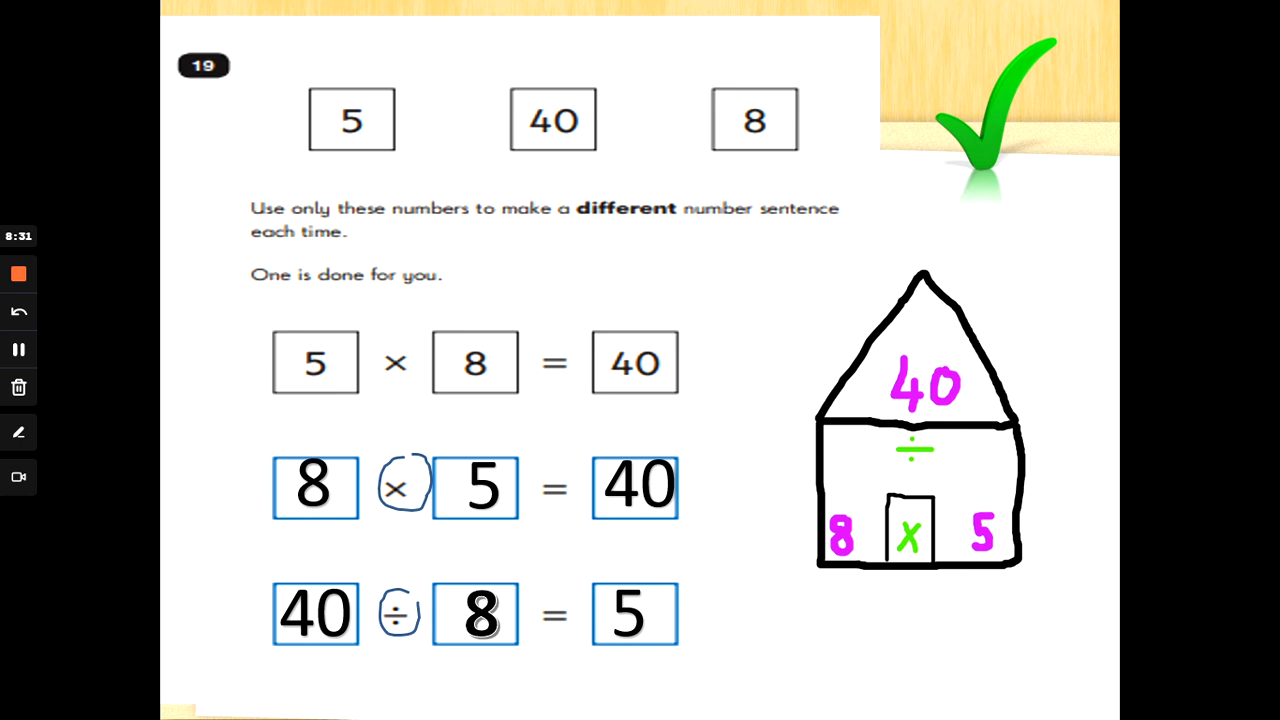 19
5 40 8
Use only these numbers to make a different number sentence
each time.
One is done for you.
5 × 8 = 40
8 × 5 = 40
40 ÷ 8 = 5
40
÷
8 x 5
8:31